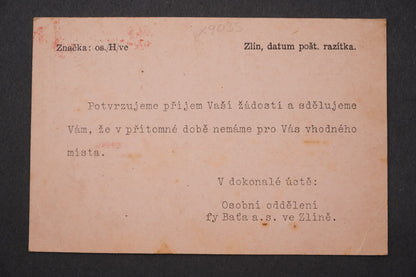 Značka: os.H ve
Zlín, datum pošt. razítka.
Potvrzujeme příjem Vaší žádosti a sdělujeme
Vám, že v přítomné době nemáme pro Vás vhodného
místa.
V dokonalé úctě:
Osobní oddělení
fy Baťa a.s. ve Zlíně.